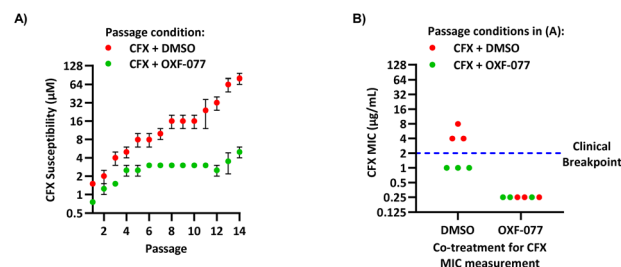 A)
Passage condition:
CFX + DMSO
CFX + OXF-077
CFX Susceptibility (µM)
128
64
32
16
8
4
2
1
0.5
2
4
6
8
10
12
14
Passage
B)
Passage conditions in (A):
CFX + DMSO
CFX + OXF-077
CFX MIC (µg/mL)
128
64
32
16
8
4
2
1
0.5
0.25
0.125
Clinical
Breakpoint
DMSO
OXF-077
Co-treatment for CFX
MIC measurement